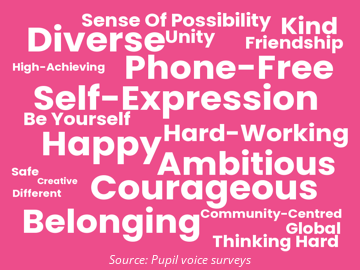 Sense Of Possibility
Kind
Diverse
Unity
Friendship
High-Achieving
Phone-Free
Self-Expression
Be Yourself
Hard-Working
Happy
Ambitious
Safe
Creative
Different
Courageous
Belonging
Community-Centred
Global
Thinking Hard
Source: Pupil voice surveys